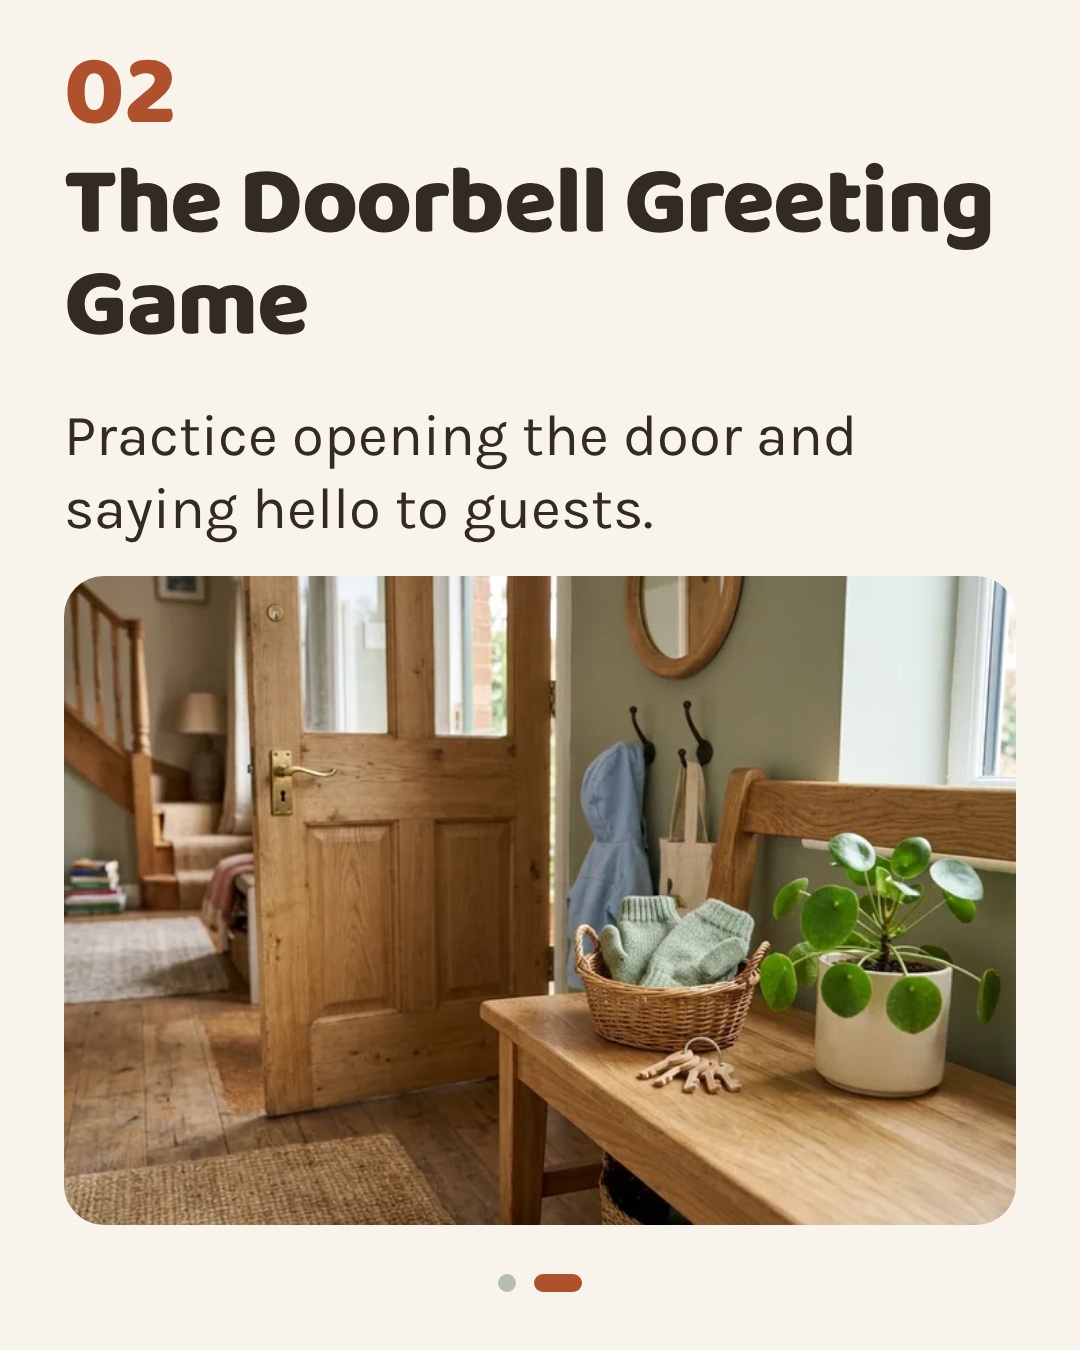 02
The Doorbell Greeting
Game
Practice opening the door and
saying hello to guests.